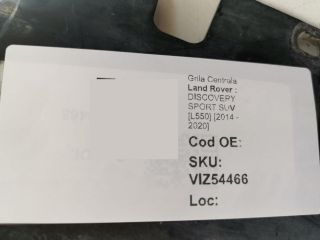 Grila Centrala
Land Rover :
DISCOVERY
SPORT SUV
[L550] [2014 -
2020]
Cod OE:
SKU:
VIZ54466
Loc: